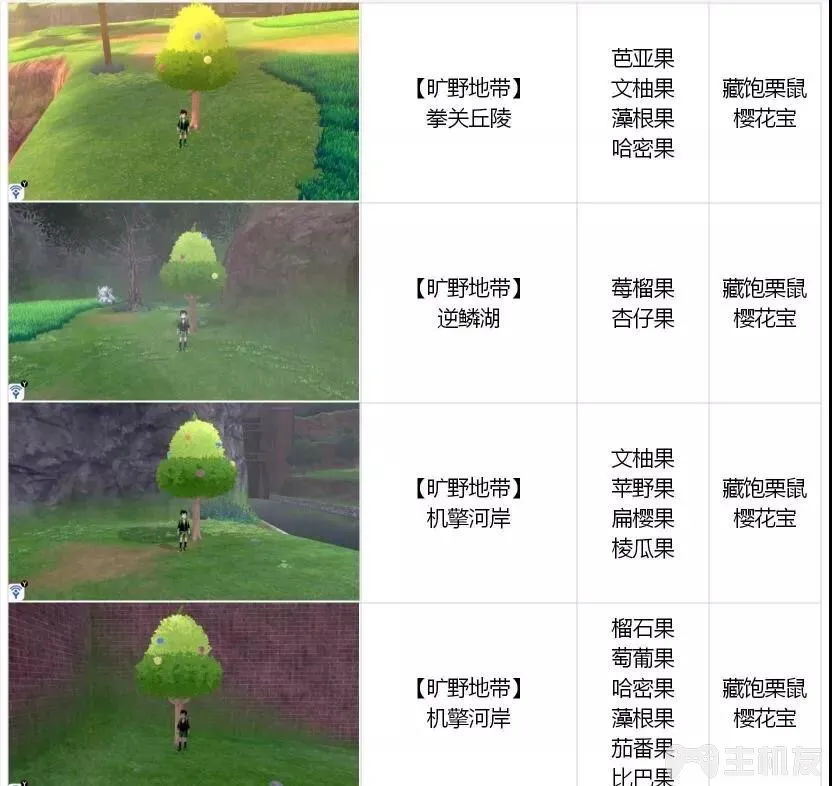 【旷野地带】
拳关丘陵
芭亚果
文柚果
藻根果
哈密果
藏饱栗鼠
樱花宝
【旷野地带】
逆鳞湖
莓榴果
杏仔果
藏饱栗鼠
樱花宝
【旷野地带】
机擎河岸
文柚果
苹野果
扁樱果
棱瓜果
藏饱栗鼠
樱花宝
【旷野地带】
机擎河岸
榴石果
萄葡果
哈密果
藻根果
茄番果
比巴果
藏饱栗鼠
樱花宝
主机友
Y
Y
Y